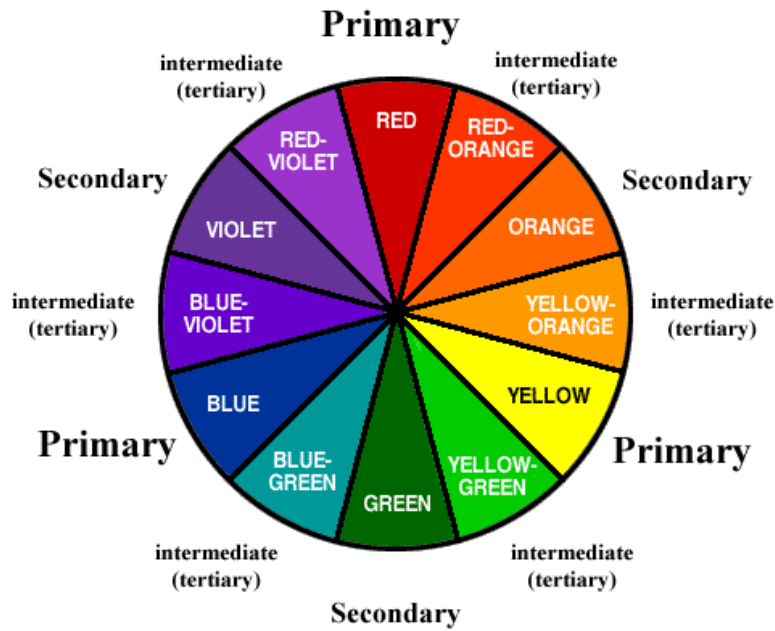 Primary
intermediate
(tertiary)
intermediate
(tertiary)
RED
RED-
VIOLET
RED-
ORANGE
Secondary
Secondary
VIOLET
ORANGE
intermediate
(tertiary)
BLUE-
VIOLET
YELLOW-
ORANGE
intermediate
(tertiary)
BLUE
YELLOW
Primary
Primary
BLUE-
GREEN
GREEN
YELLOW-
GREEN
intermediate
(tertiary)
intermediate
(tertiary)
Secondary